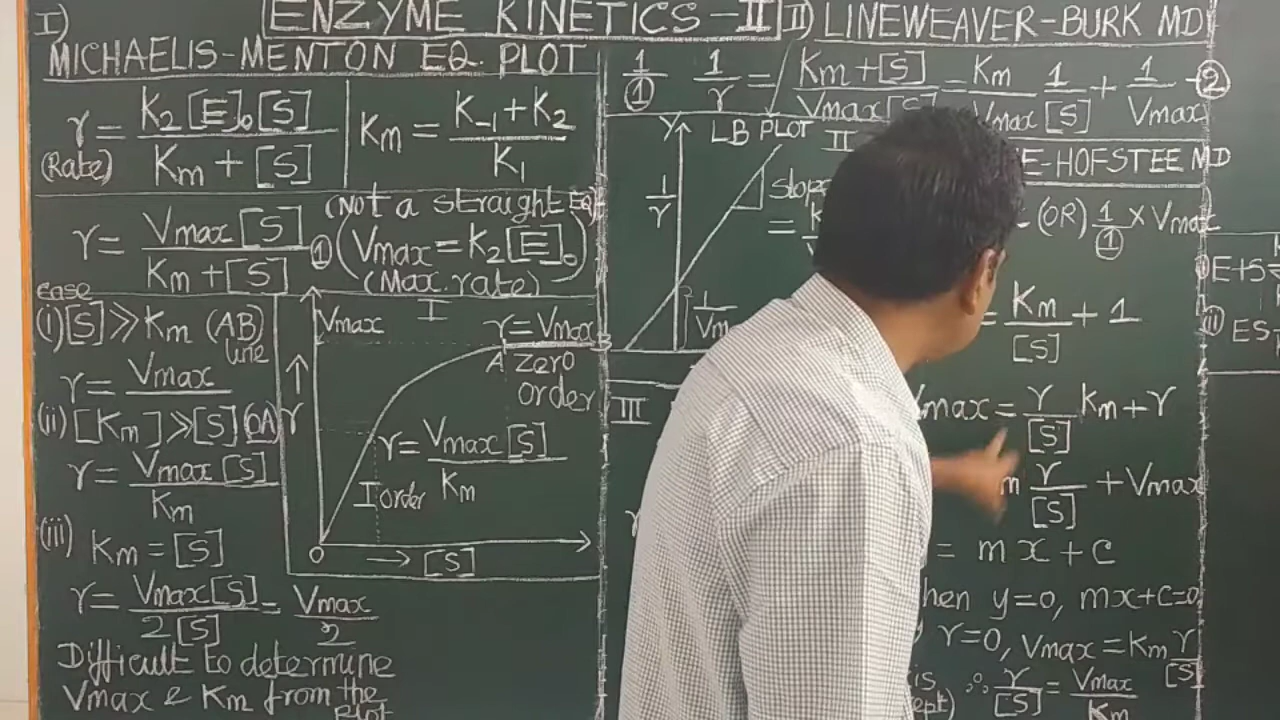 ENZYME KINETICS-II
I)
MICHAELIS-MENTON EQ. PLOT
r = K₂[E]₀[S] / Km + [S]
(Rate)
Km = K₋₁ + K₂ / K₁
r = Vmax[S] / Km + [S] ①
(Not a straight EQ)
(Vmax = K₂[E]₀)
(Max. rate)
case
(i) [S] ≫ Km (AB) line
r = Vmax
(ii) [Km] ≫ [S] (OA)
r = Vmax[S] / Km
(iii) Km = [S]
r = Vmax[S] / 2[S] = Vmax / 2
Difficult to determine
Vmax & Km from the
Plot
I
Vmax
r = Vmax
A zero
order
B
r
r = Vmax[S] / Km
I order
O
→ [S]
II) LINEWEAVER-BURK MD
1/① 1/r = Km + [S] / Vmax[S] = Km / Vmax 1/[S] + 1/Vmax -②
Y LB PLOT II
1/r
slope
= K
1/Vm
III
E-HOFSTEE MD
(OR) 1/① × Vmax
= Km / [S] + 1
Vmax = r/[S] Km + r
m r/[S] + Vmax
= mx + c
hen y=0, mx+c=0
r=0, Vmax = Km r/[S]
is
ept) ∴ r/[S] = Vmax / Km
E+S
iii
ES